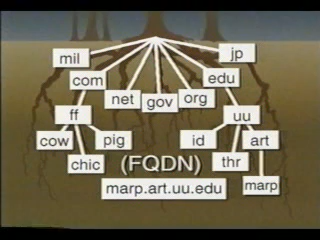 mil
jp
com
edu
net
gov
org
ff
uu
cow
pig
id
art
chic
(FQDN)
thr
marp
marp.art.uu.edu